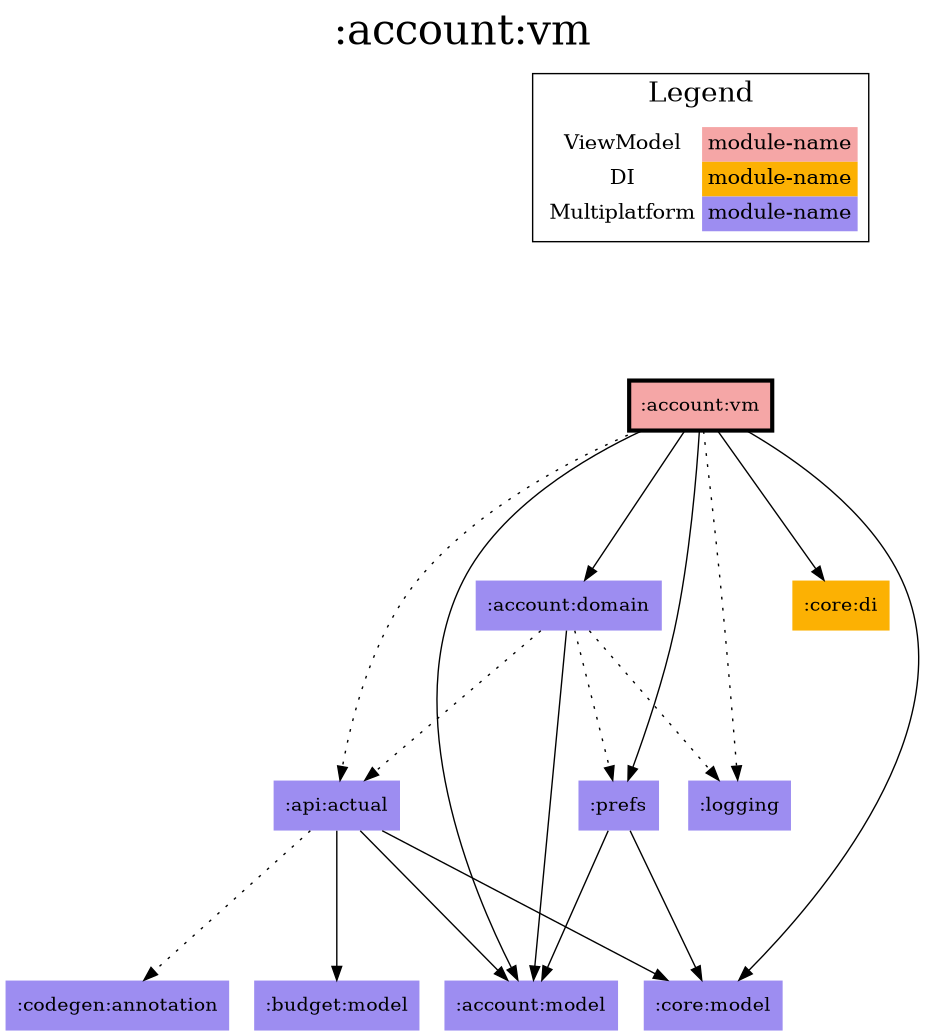 :account:vm
Legend
ViewModel module-name
DI module-name
Multiplatform module-name
:account:vm
:account:domain
:core:di
:api:actual
:prefs
:logging
:codegen:annotation
:budget:model
:account:model
:core:model